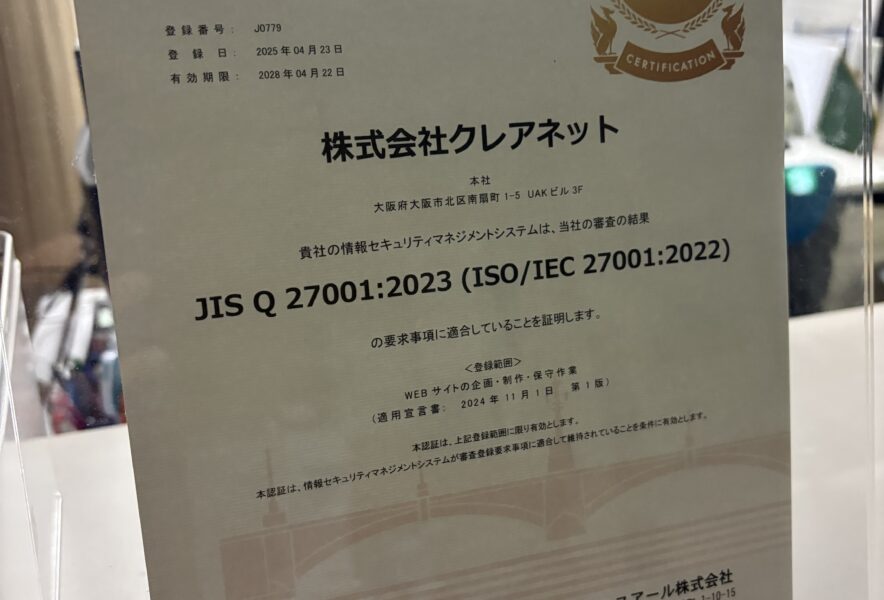 登録番号： J0779
登 録 日： 2025年04月23日
有効期限： 2028年04月22日
CERTIFICATION
株式会社クレアネット
本社
大阪府大阪市北区南扇町1-5 UAKビル3F
貴社の情報セキュリティマネジメントシステムは、当社の審査の結果
JIS Q 27001:2023 (ISO/IEC 27001:2022)
の要求事項に適合していることを証明します。
＜登録範囲＞
WEBサイトの企画・制作・保守作業
（適用宣言書： 2024年11月1日 第1版）
本認証は、上記登録範囲に限り有効とします。
本認証は、情報セキュリティマネジメントシステムが審査登録要求事項に適合して維持されていることを条件に有効とします。
スアール株式会社
1-10-15